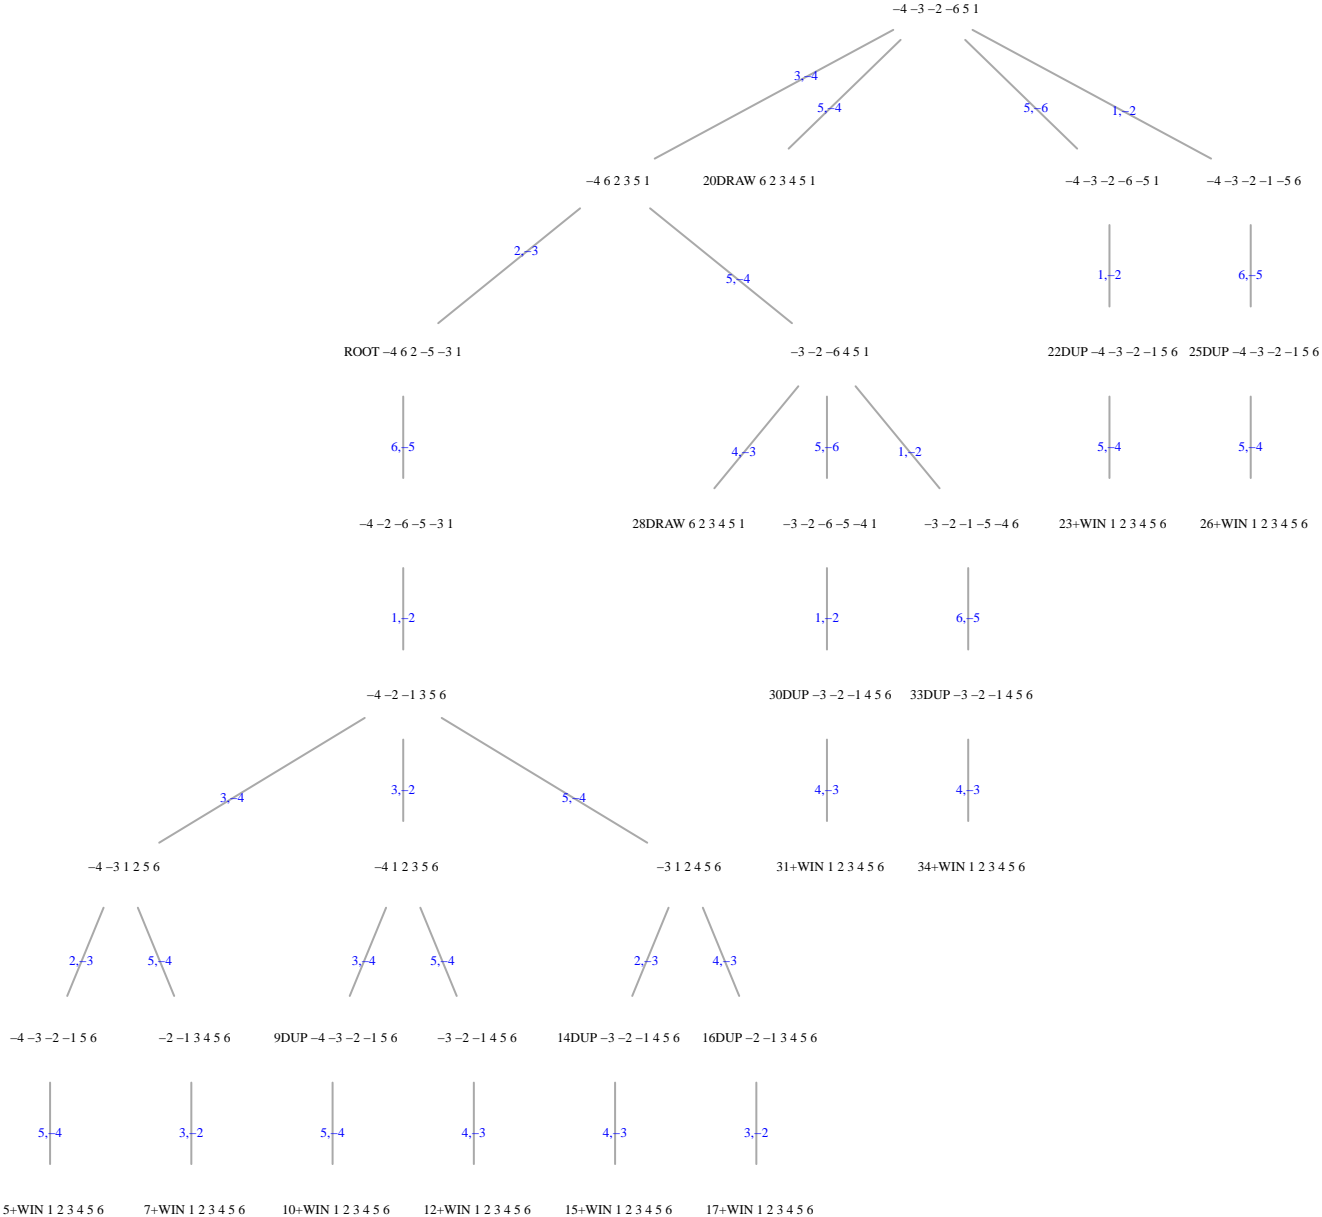 −4 −3 −2 −6 5 1
3,−4
5,−4
5,−6
1,−2
−4 6 2 3 5 1
20DRAW 6 2 3 4 5 1
−4 −3 −2 −6 −5 1
−4 −3 −2 −1 −5 6
2,−3
5,−4
1,−2
6,−5
ROOT −4 6 2 −5 −3 1
−3 −2 −6 4 5 1
22DUP −4 −3 −2 −1 5 6
25DUP −4 −3 −2 −1 5 6
6,−5
4,−3
5,−6
1,−2
5,−4
5,−4
−4 −2 −6 −5 −3 1
28DRAW 6 2 3 4 5 1
−3 −2 −6 −5 −4 1
−3 −2 −1 −5 −4 6
23+WIN 1 2 3 4 5 6
26+WIN 1 2 3 4 5 6
1,−2
1,−2
6,−5
−4 −2 −1 3 5 6
30DUP −3 −2 −1 4 5 6
33DUP −3 −2 −1 4 5 6
3,−4
3,−2
5,−4
4,−3
4,−3
−4 −3 1 2 5 6
−4 1 2 3 5 6
−3 1 2 4 5 6
31+WIN 1 2 3 4 5 6
34+WIN 1 2 3 4 5 6
2,−3
5,−4
3,−4
5,−4
2,−3
4,−3
−4 −3 −2 −1 5 6
−2 −1 3 4 5 6
9DUP −4 −3 −2 −1 5 6
−3 −2 −1 4 5 6
14DUP −3 −2 −1 4 5 6
16DUP −2 −1 3 4 5 6
5,−4
3,−2
5,−4
4,−3
4,−3
3,−2
5+WIN 1 2 3 4 5 6
7+WIN 1 2 3 4 5 6
10+WIN 1 2 3 4 5 6
12+WIN 1 2 3 4 5 6
15+WIN 1 2 3 4 5 6
17+WIN 1 2 3 4 5 6